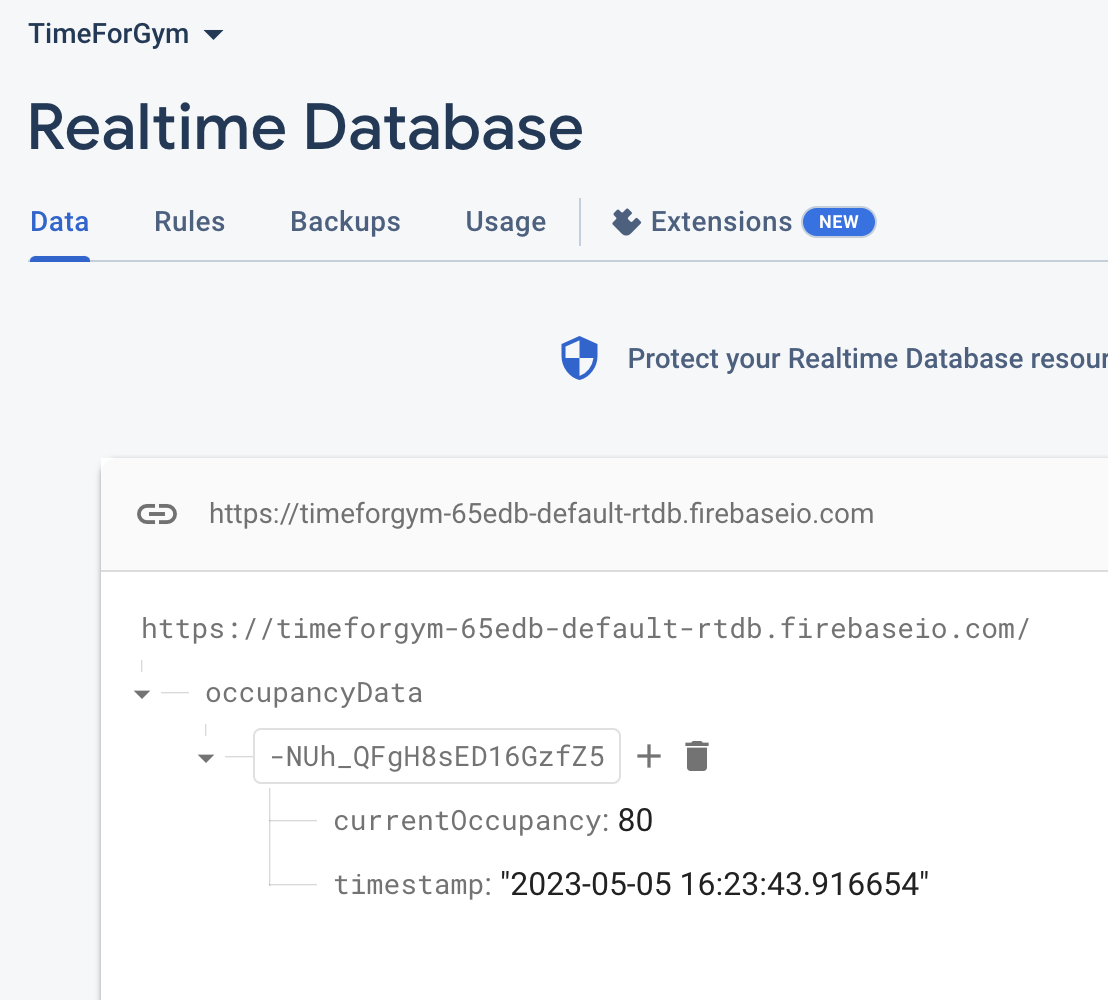 TimeForGym
Realtime Database
Data Rules Backups Usage Extensions NEW
Protect your Realtime Database
https://timeforgym-65edb-default-rtdb.firebaseio.com
https://timeforgym-65edb-default-rtdb.firebaseio.com/
occupancyData
-NUh_QFgH8sED16GzfZ5
currentOccupancy: 80
timestamp: "2023-05-05 16:23:43.916654"